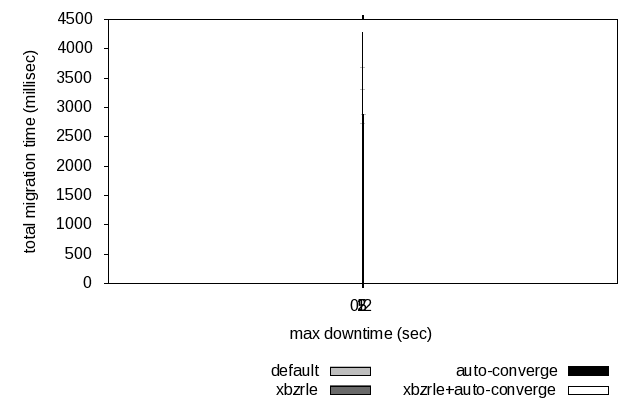 4500
4000
3500
3000
2500
2000
1500
1000
500
0
total migration time (millisec)
max downtime (sec)
default
auto-converge
xbzrle
xbzrle+auto-converge